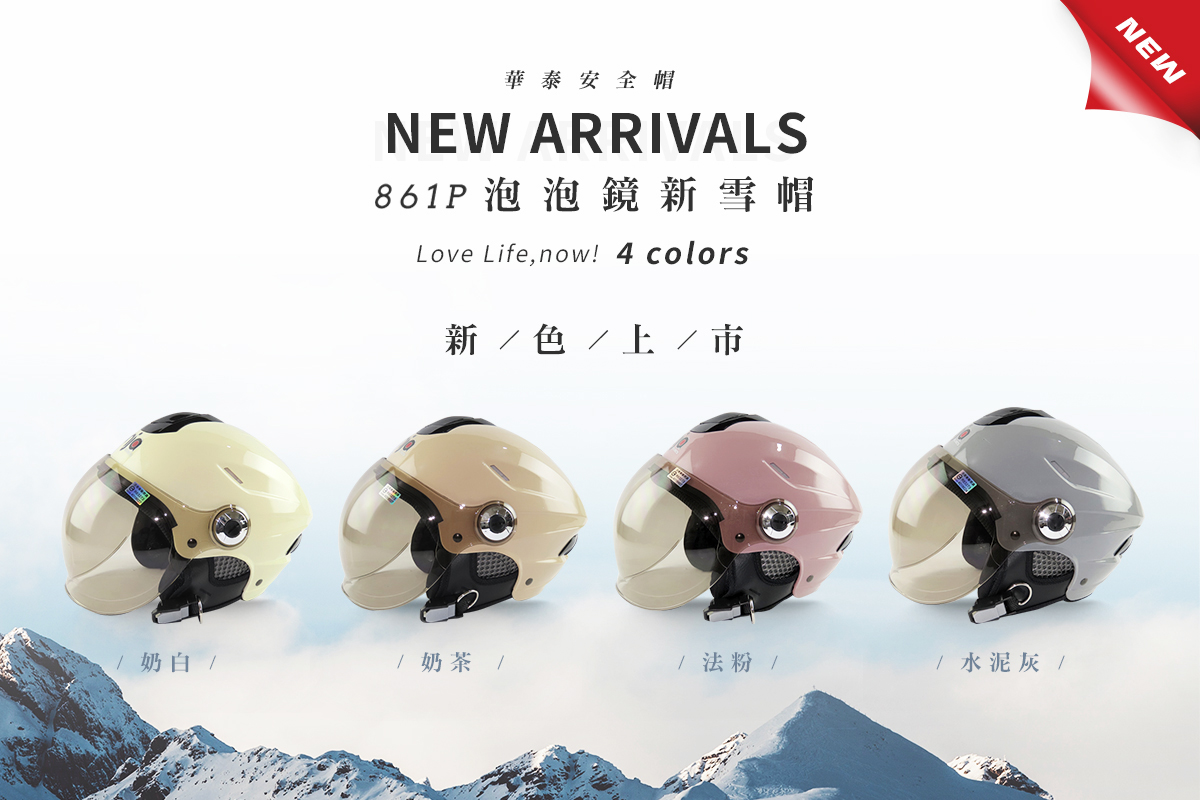 NEW
華泰安全帽
NEW ARRIVALS
861P 泡泡鏡新雪帽
Love Life,now! 4 colors
新／色／上／市
/ 奶白 /
/ 奶茶 /
/ 法粉 /
/ 水泥灰 /